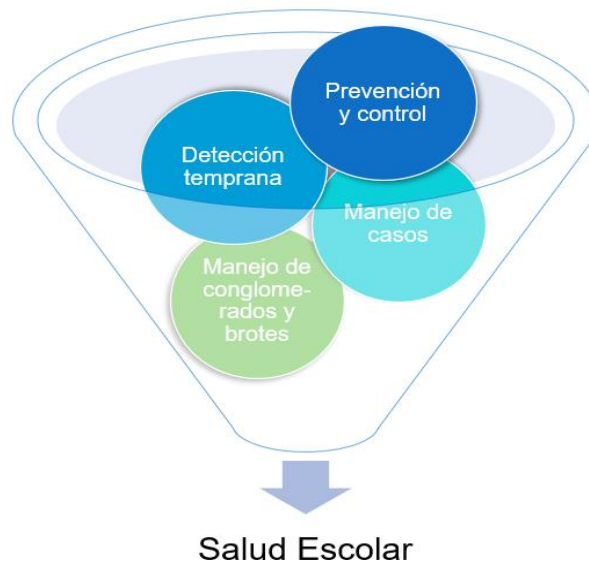 Prevención
y control
Detección
temprana
Manejo de
casos
Manejo de
conglome-
rados y
brotes
Salud Escolar